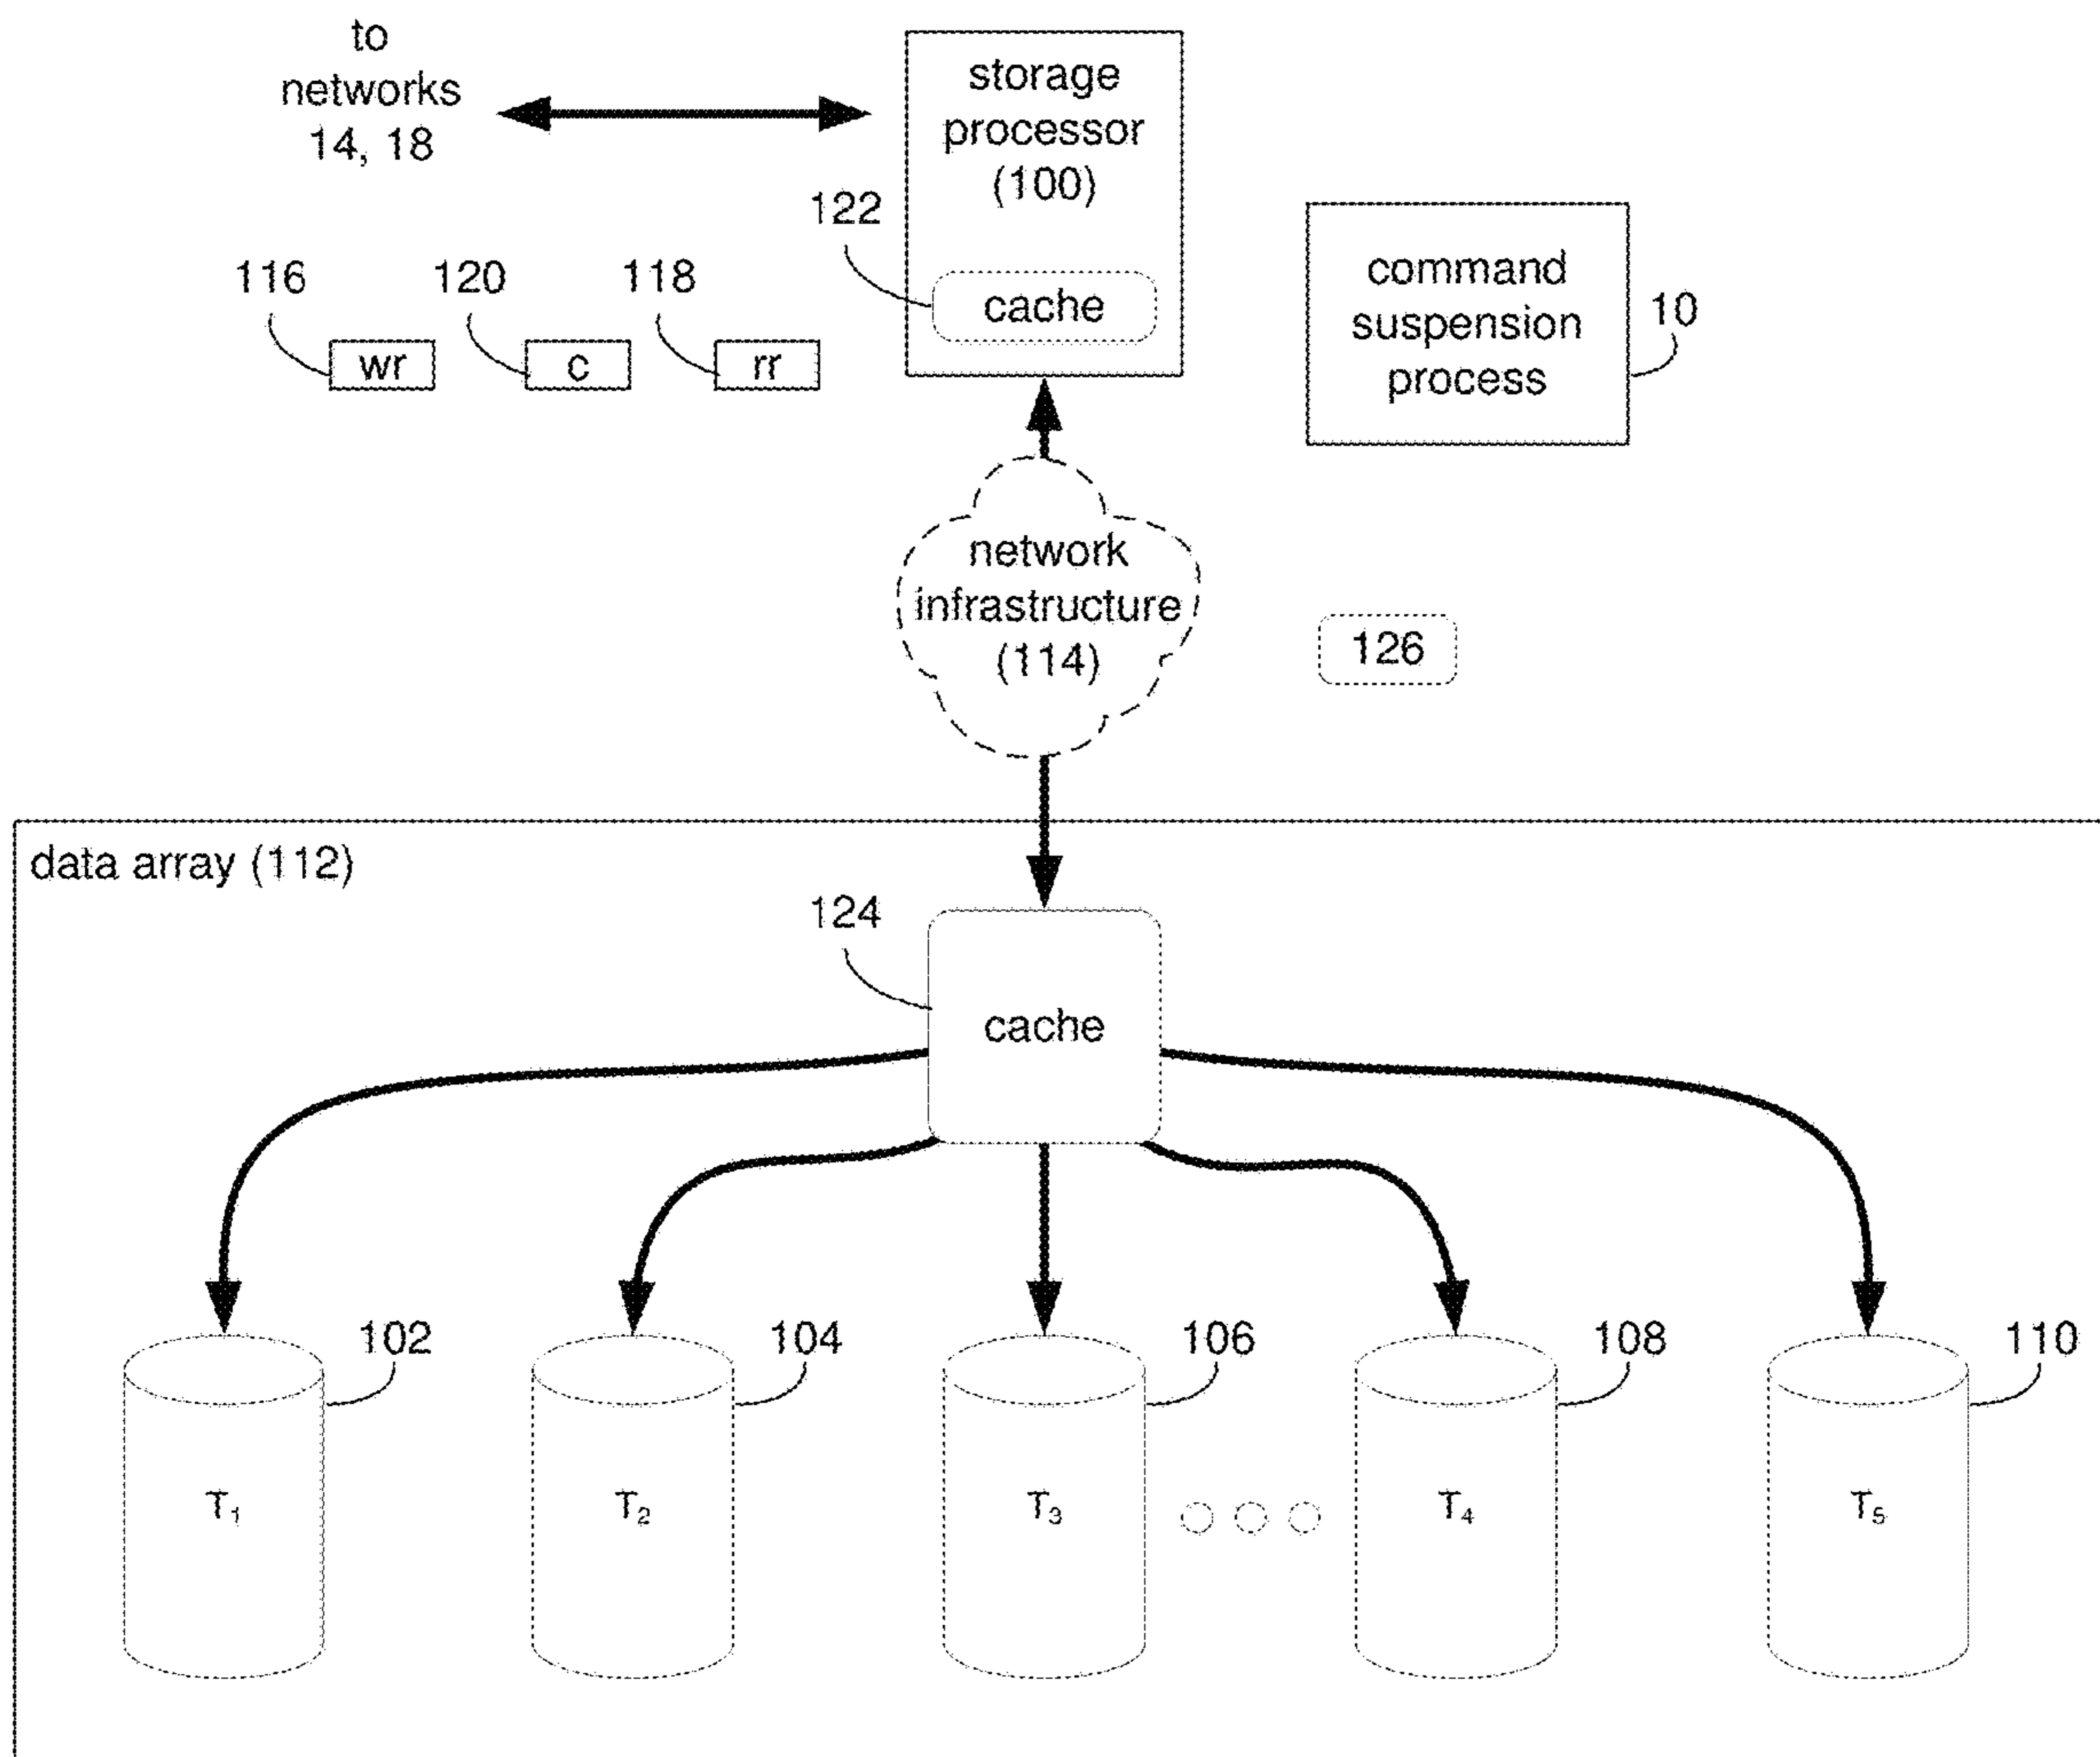 to
networks
14, 18
storage
processor
(100)
122
cache
116
120
118
wr
c
rr
command
suspension
process
10
network
infrastructure
(114)
126
data array (112)
124
cache
102
104
106
108
110
T₁
T₂
T₃
T₄
T₅